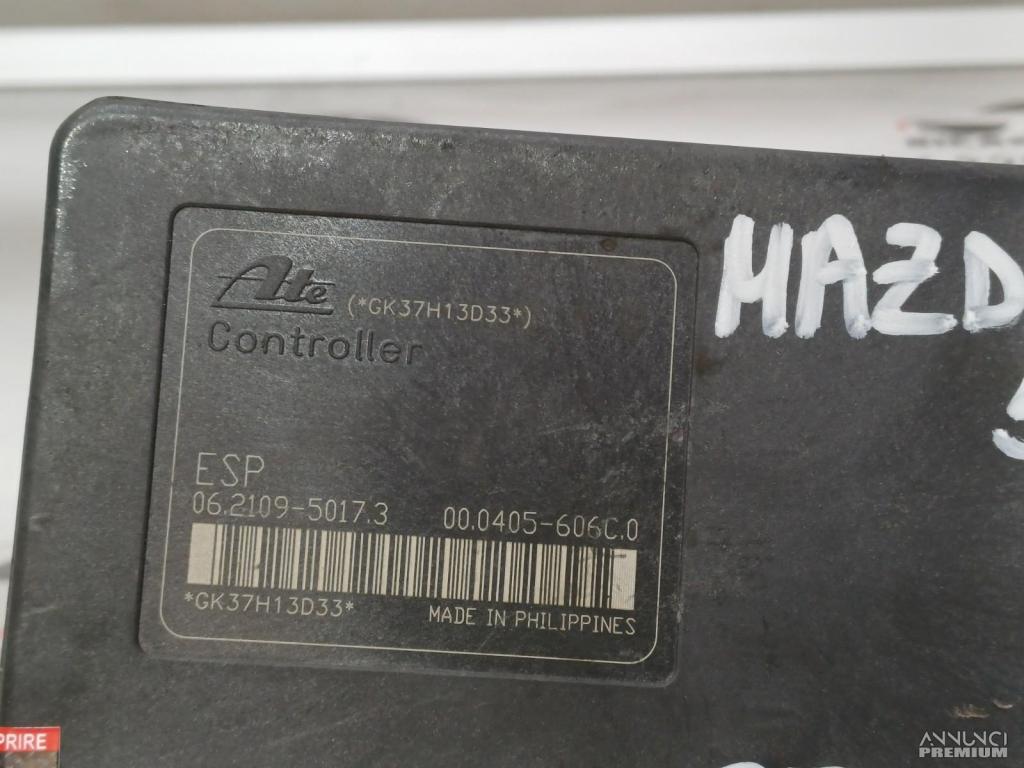 Ate (*GK37H13D33*)
Controller
MAZD
ESP
06.2109-5017.3 00.0405-606C.0
*GK37H13D33* MADE IN PHILIPPINES
PRIRE
ANNUNCI
PREMIUM